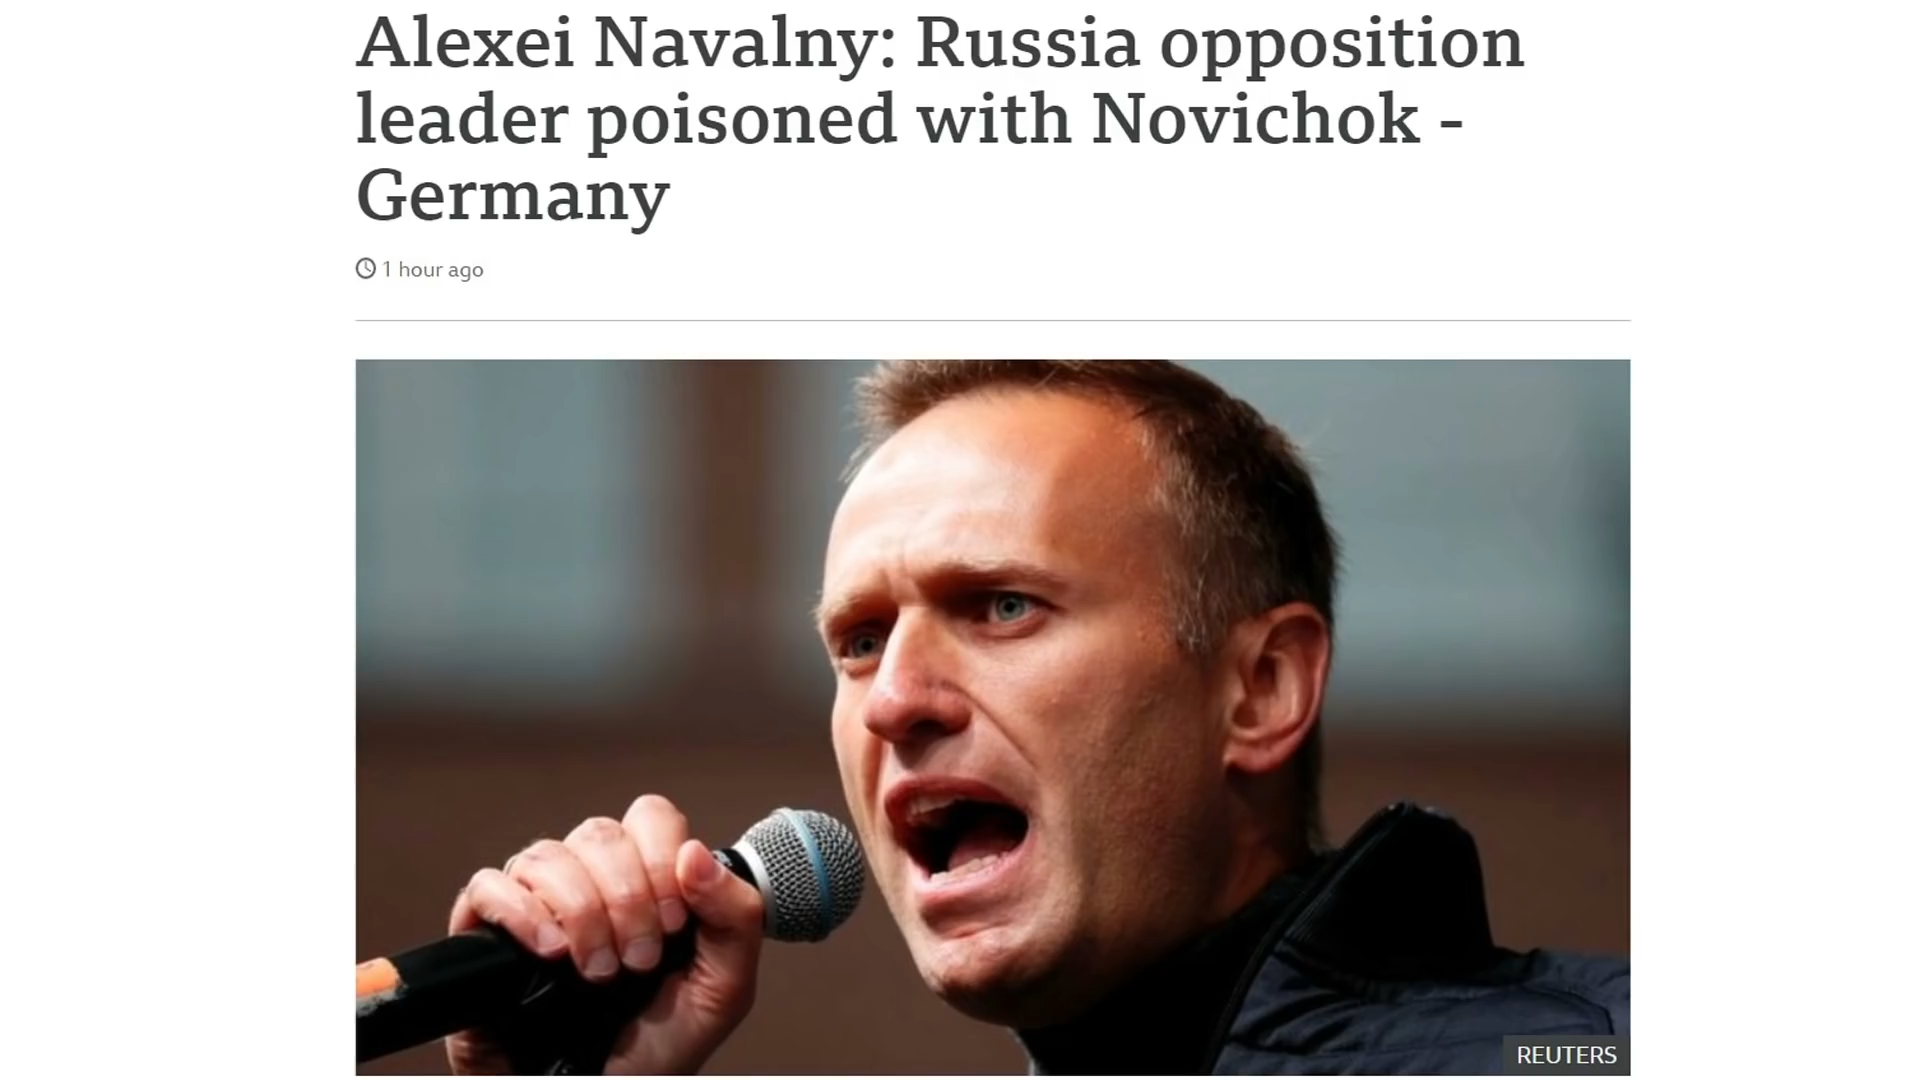 Alexei Navalny: Russia opposition
leader poisoned with Novichok -
Germany
1 hour ago
REUTERS